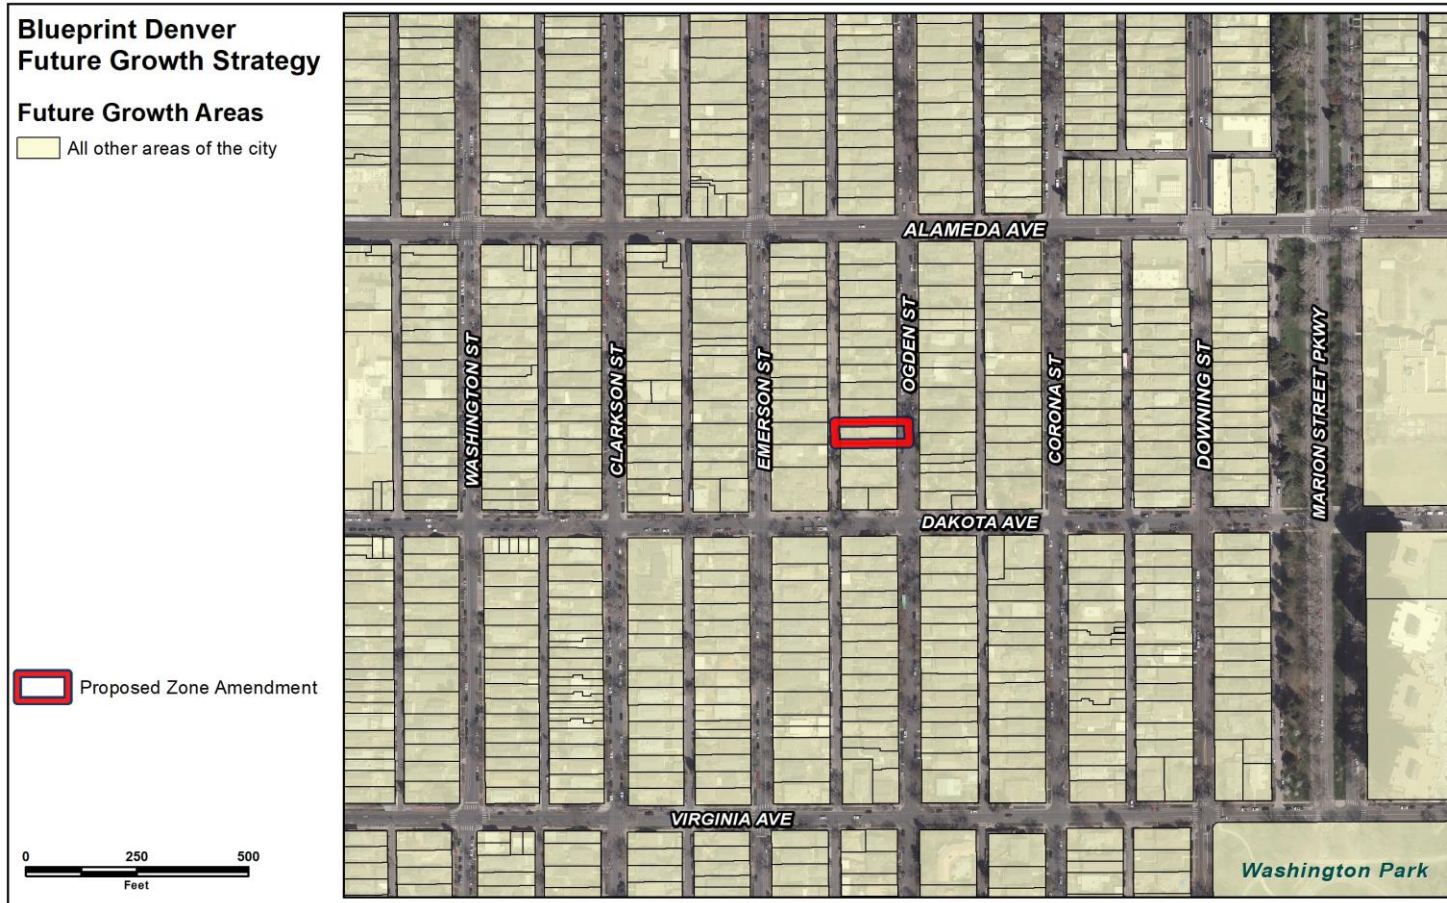 Blueprint Denver
Future Growth Strategy
Future Growth Areas
All other areas of the city
Proposed Zone Amendment
0 250 500
Feet
ALAMEDA AVE
WASHINGTON ST
CLARKSON ST
EMERSON ST
OGDEN ST
CORONA ST
DOWNING ST
MARION STREET PKWY
DAKOTA AVE
VIRGINIA AVE
Washington Park